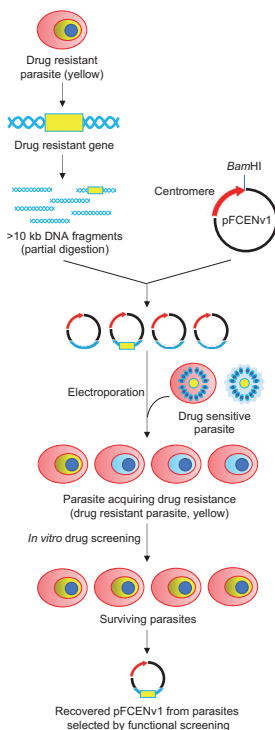 Drug resistant
parasite (yellow)
Drug resistant gene
>10 kb DNA fragments
(partial digestion)
BamHI
Centromere
pFCENv1
Electroporation
Drug sensitive
parasite
Parasite acquiring drug resistance
(drug resistant parasite, yellow)
In vitro drug screening
Surviving parasites
Recovered pFCENv1 from parasites
selected by functional screening